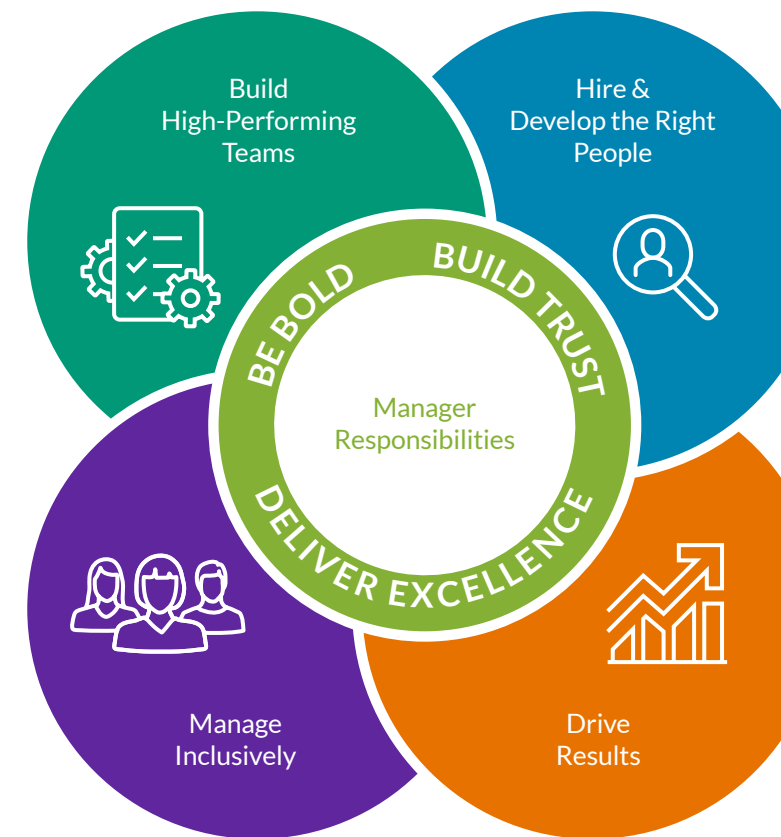 Build
High-Performing
Teams
Hire &
Develop the Right
People
BE BOLD
BUILD TRUST
Manager
Responsibilities
DELIVER EXCELLENCE
Manage
Inclusively
Drive
Results